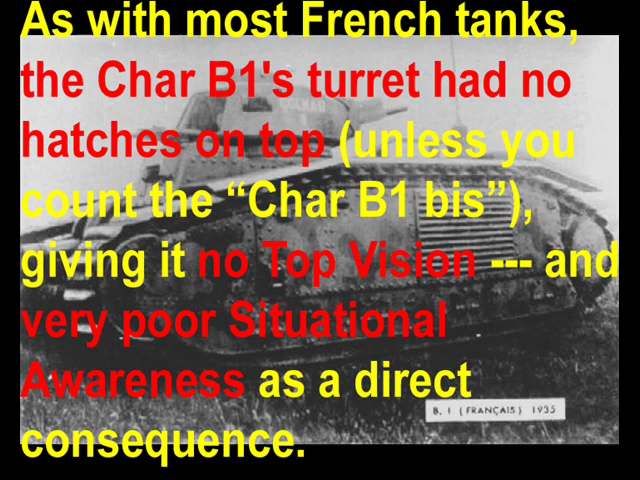 As with most French tanks,
the Char B1's turret had no
hatches on top (unless you
count the “Char B1 bis”),
giving it no Top Vision --- and
very poor Situational
Awareness as a direct
consequence.
COLMAR
B. I. (FRANÇAIS) 1935